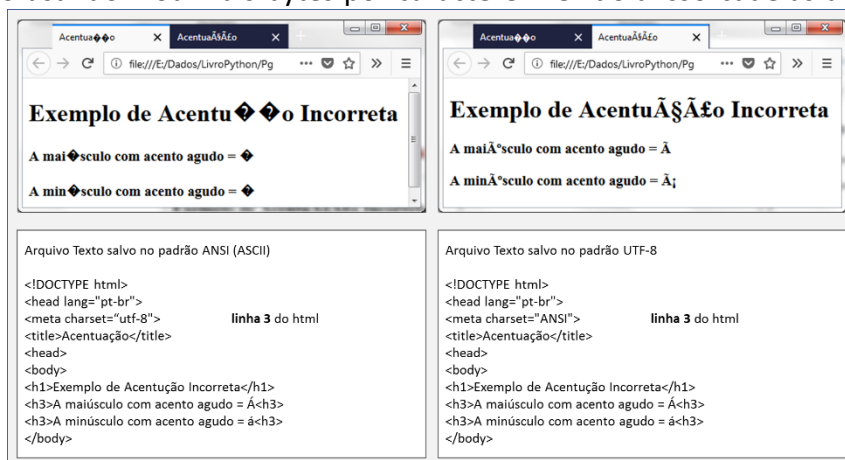 bytes por caractere
Acentua��o X AcentuaÃ§Ã£o X
file:///E:/Dados/LivroPython/Pg
Exemplo de Acentu��o Incorreta
A mai�sculo com acento agudo = �
A min�sculo com acento agudo = �
Arquivo Texto salvo no padrão ANSI (ASCII)
<!DOCTYPE html>
<head lang="pt-br">
<meta charset=“utf-8"> linha 3 do html
<title>Acentuação</title>
<head>
<body>
<h1>Exemplo de Acentução Incorreta</h1>
<h3>A maiúsculo com acento agudo = Á<h3>
<h3>A minúsculo com acento agudo = á<h3>
</body>
Acentua��o X AcentuaÃ§Ã£o X
file:///E:/Dados/LivroPython/Pg
Exemplo de AcentuÃ§Ã£o Incorreta
A maiÃºsculo com acento agudo = Ã
A minÃºsculo com acento agudo = Ã¡
Arquivo Texto salvo no padrão UTF-8
<!DOCTYPE html>
<head lang="pt-br">
<meta charset="ANSI"> linha 3 do html
<title>Acentuação</title>
<head>
<body>
<h1>Exemplo de Acentução Incorreta</h1>
<h3>A maiúsculo com acento agudo = Á<h3>
<h3>A minúsculo com acento agudo = á<h3>
</body>